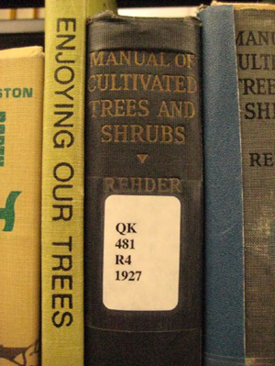 STON
ENJOYING OUR TREES
MANUAL OF
CULTIVATED
TREES AND
SHRUBS
REHDER
QK
481
R4
1927
MANU
CULTI
TREE
SH
RE